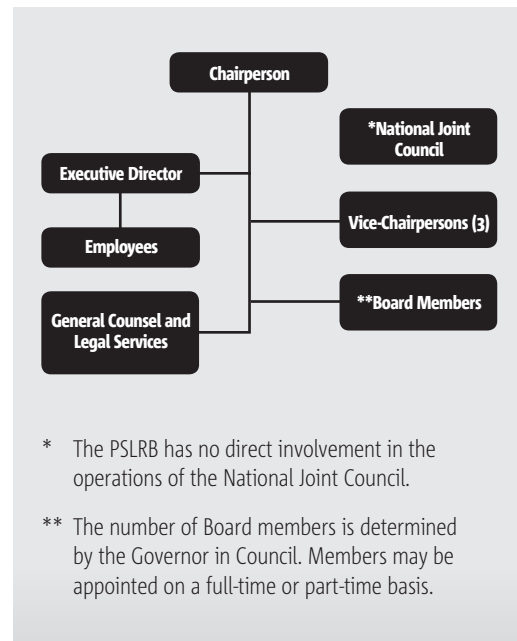 Chairperson
*National Joint
Council
Executive Director
Vice-Chairpersons (3)
Employees
**Board Members
General Counsel and
Legal Services
* The PSLRB has no direct involvement in the
operations of the National Joint Council.
** The number of Board members is determined
by the Governor in Council. Members may be
appointed on a full-time or part-time basis.